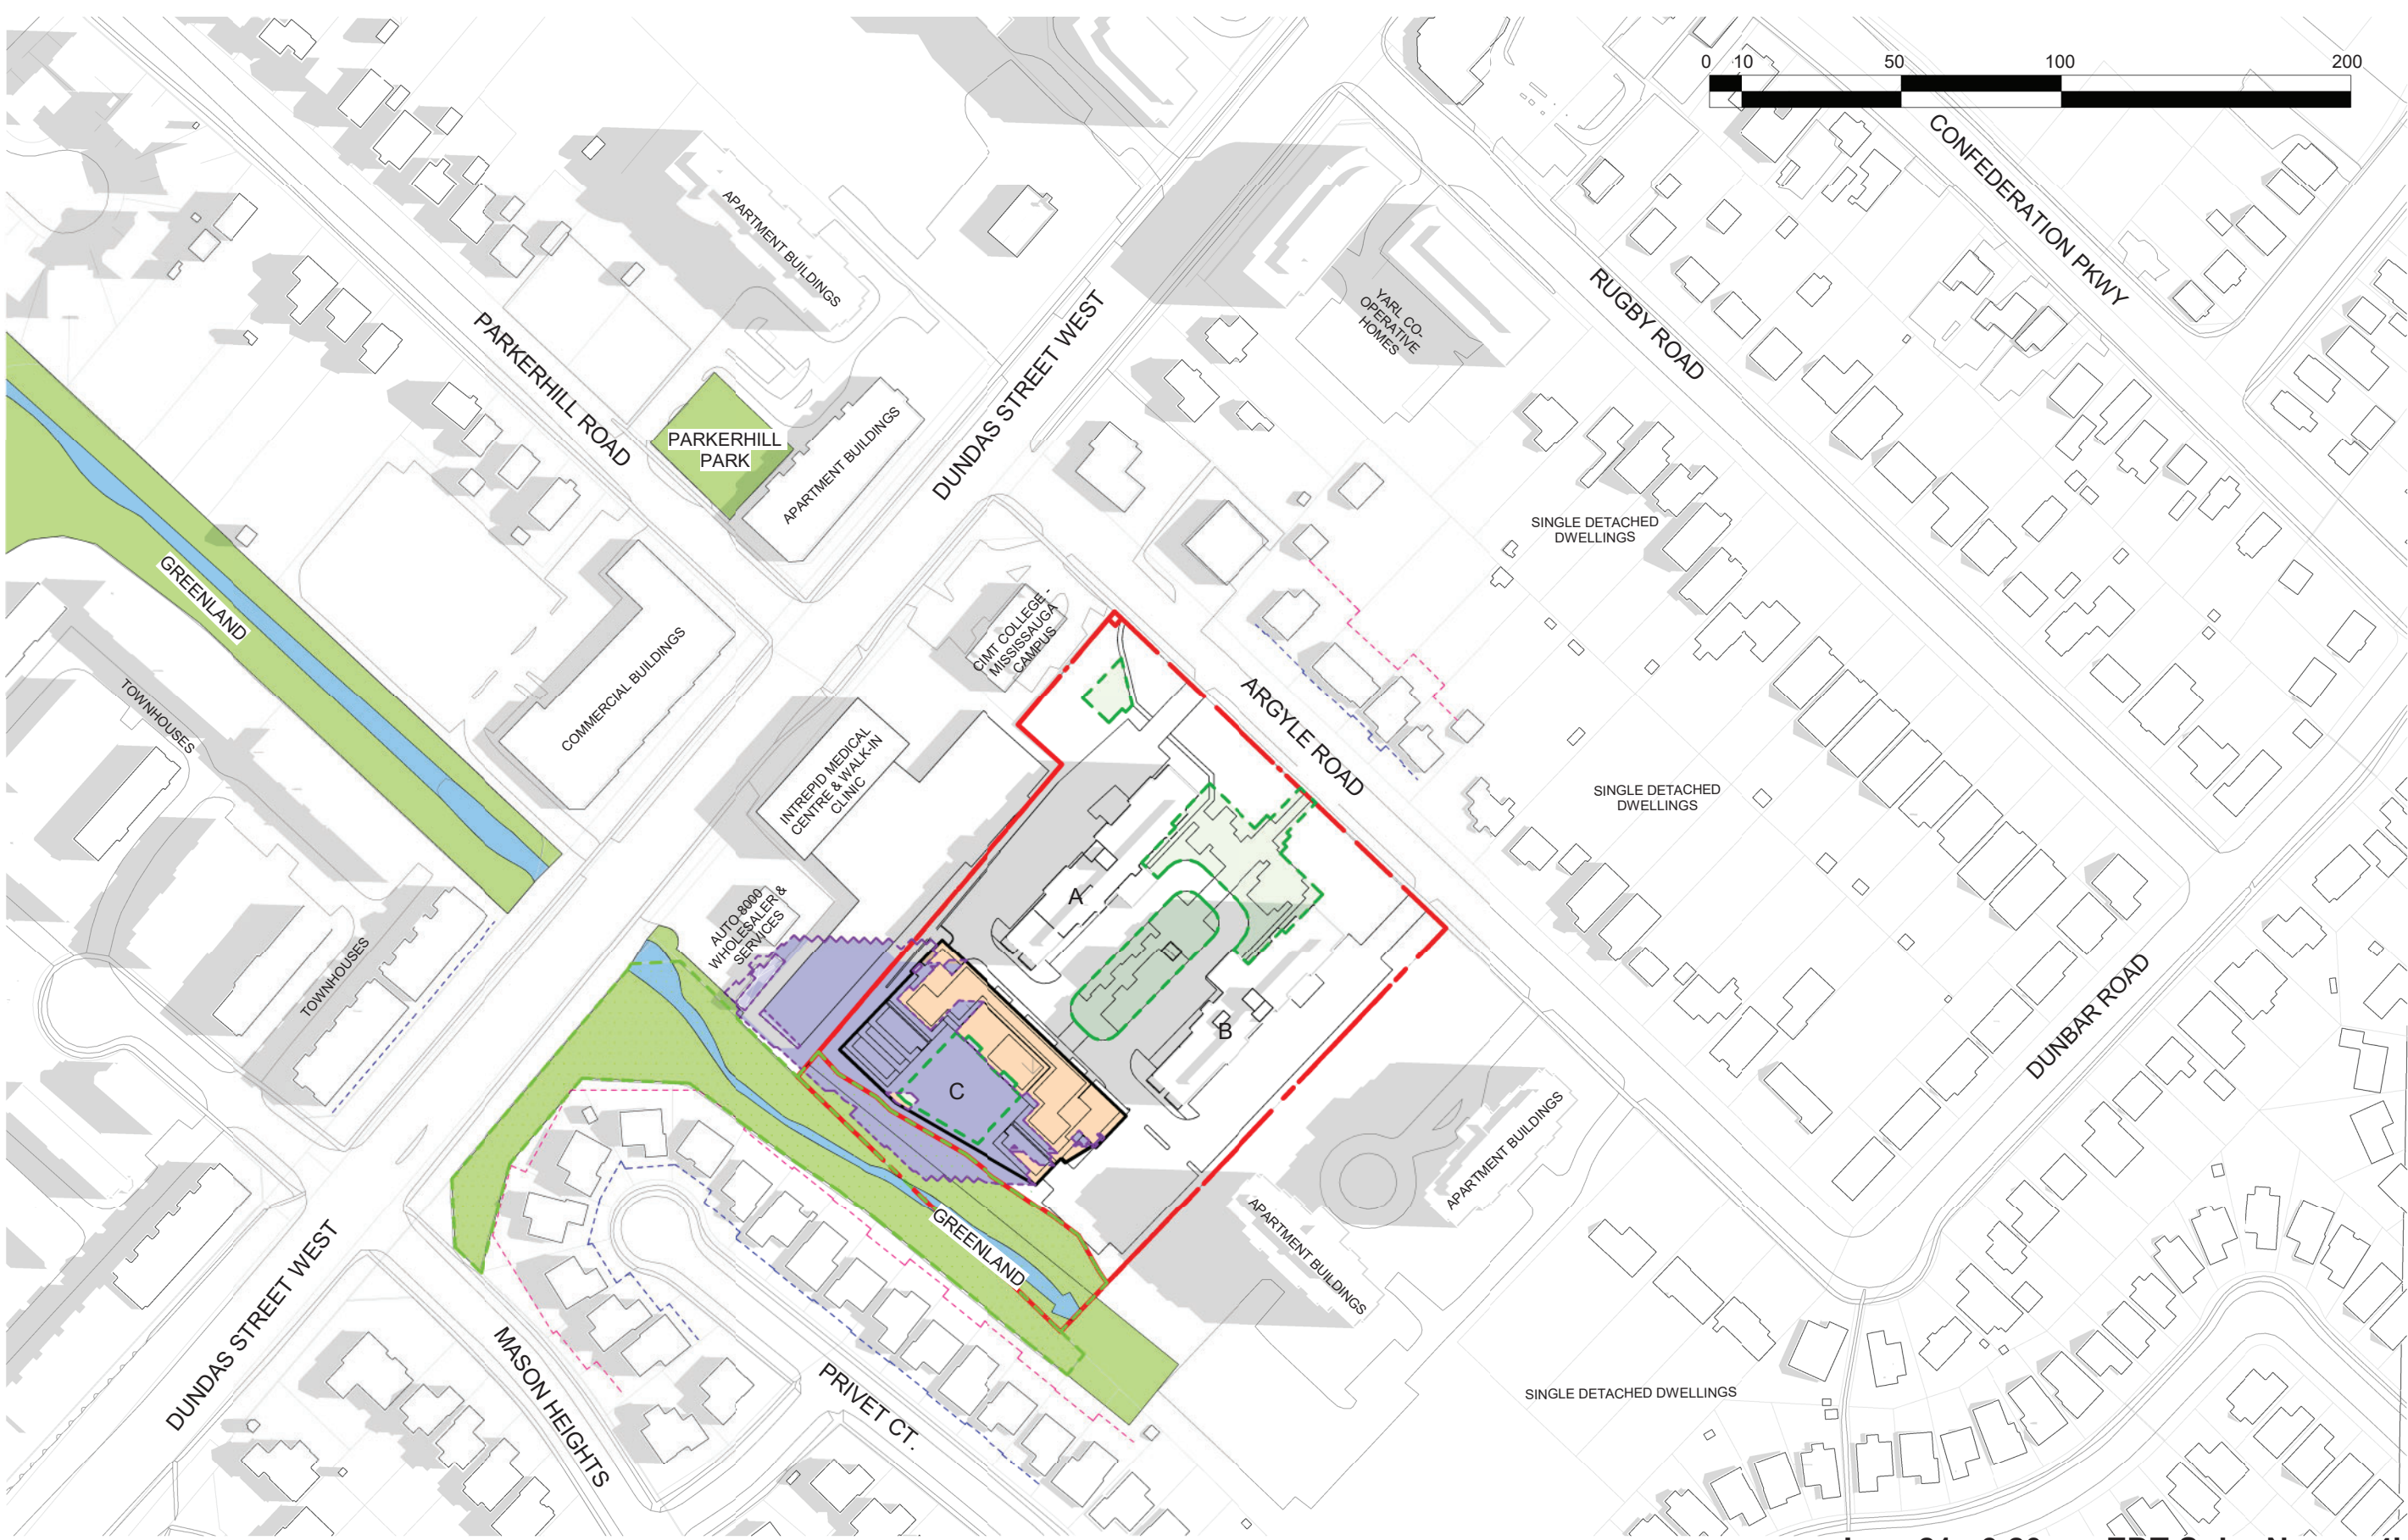 0 10 50 100 200
CONFEDERATION PKWY
APARTMENT BUILDINGS
YARL CO-
OPERATIVE
HOMES
RUGBY ROAD
DUNDAS STREET WEST
PARKERHILL ROAD
PARKERHILL
PARK
APARTMENT BUILDINGS
SINGLE DETACHED
DWELLINGS
GREENLAND
CIMT COLLEGE -
MISSISSAUGA
CAMPUS
COMMERCIAL BUILDINGS
TOWNHOUSES
ARGYLE ROAD
INTREPID MEDICAL
CENTRE & WALK-IN
CLINIC
SINGLE DETACHED
DWELLINGS
A
AUTO 8000
WHOLESALER &
SERVICES
TOWNHOUSES
B
DUNBAR ROAD
C
APARTMENT BUILDINGS
GREENLAND
APARTMENT BUILDINGS
DUNDAS STREET WEST
MASON HEIGHTS
PRIVET CT.
SINGLE DETACHED DWELLINGS